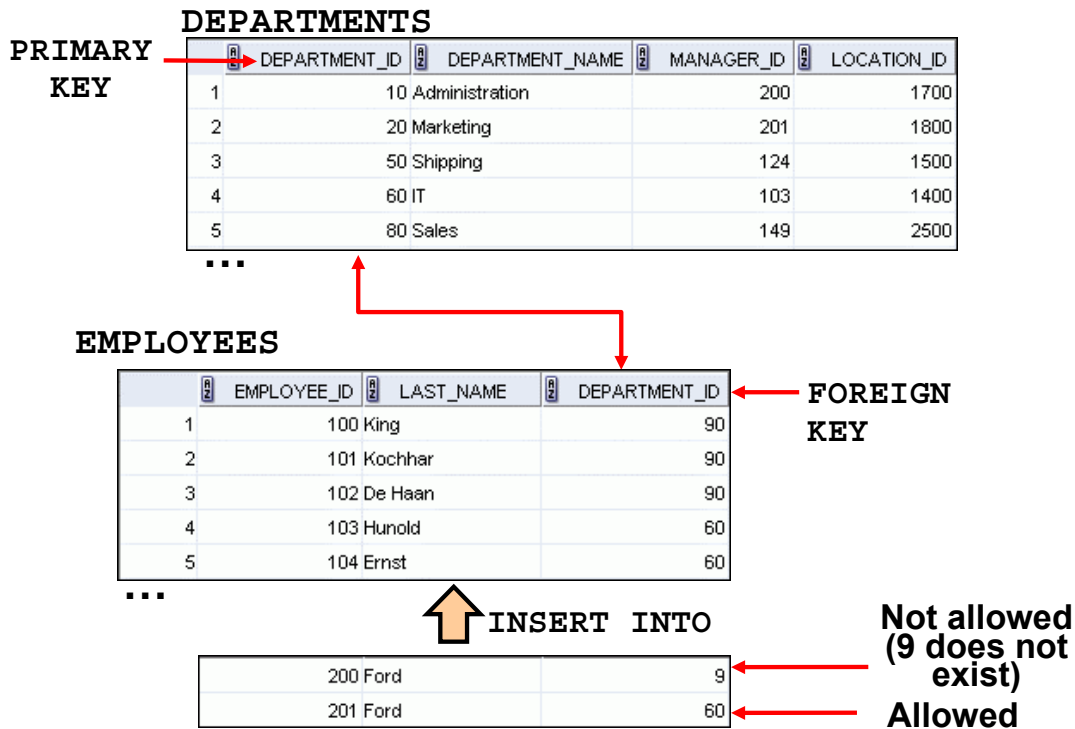 DEPARTMENTS
PRIMARY KEY
DEPARTMENT_ID DEPARTMENT_NAME MANAGER_ID LOCATION_ID
1 10 Administration 200 1700
2 20 Marketing 201 1800
3 50 Shipping 124 1500
4 60 IT 103 1400
5 80 Sales 149 2500
...
EMPLOYEES
EMPLOYEE_ID LAST_NAME DEPARTMENT_ID
FOREIGN KEY
1 100 King 90
2 101 Kochhar 90
3 102 De Haan 90
4 103 Hunold 60
5 104 Ernst 60
...
INSERT INTO
Not allowed
(9 does not
exist)
200 Ford 9
201 Ford 60
Allowed